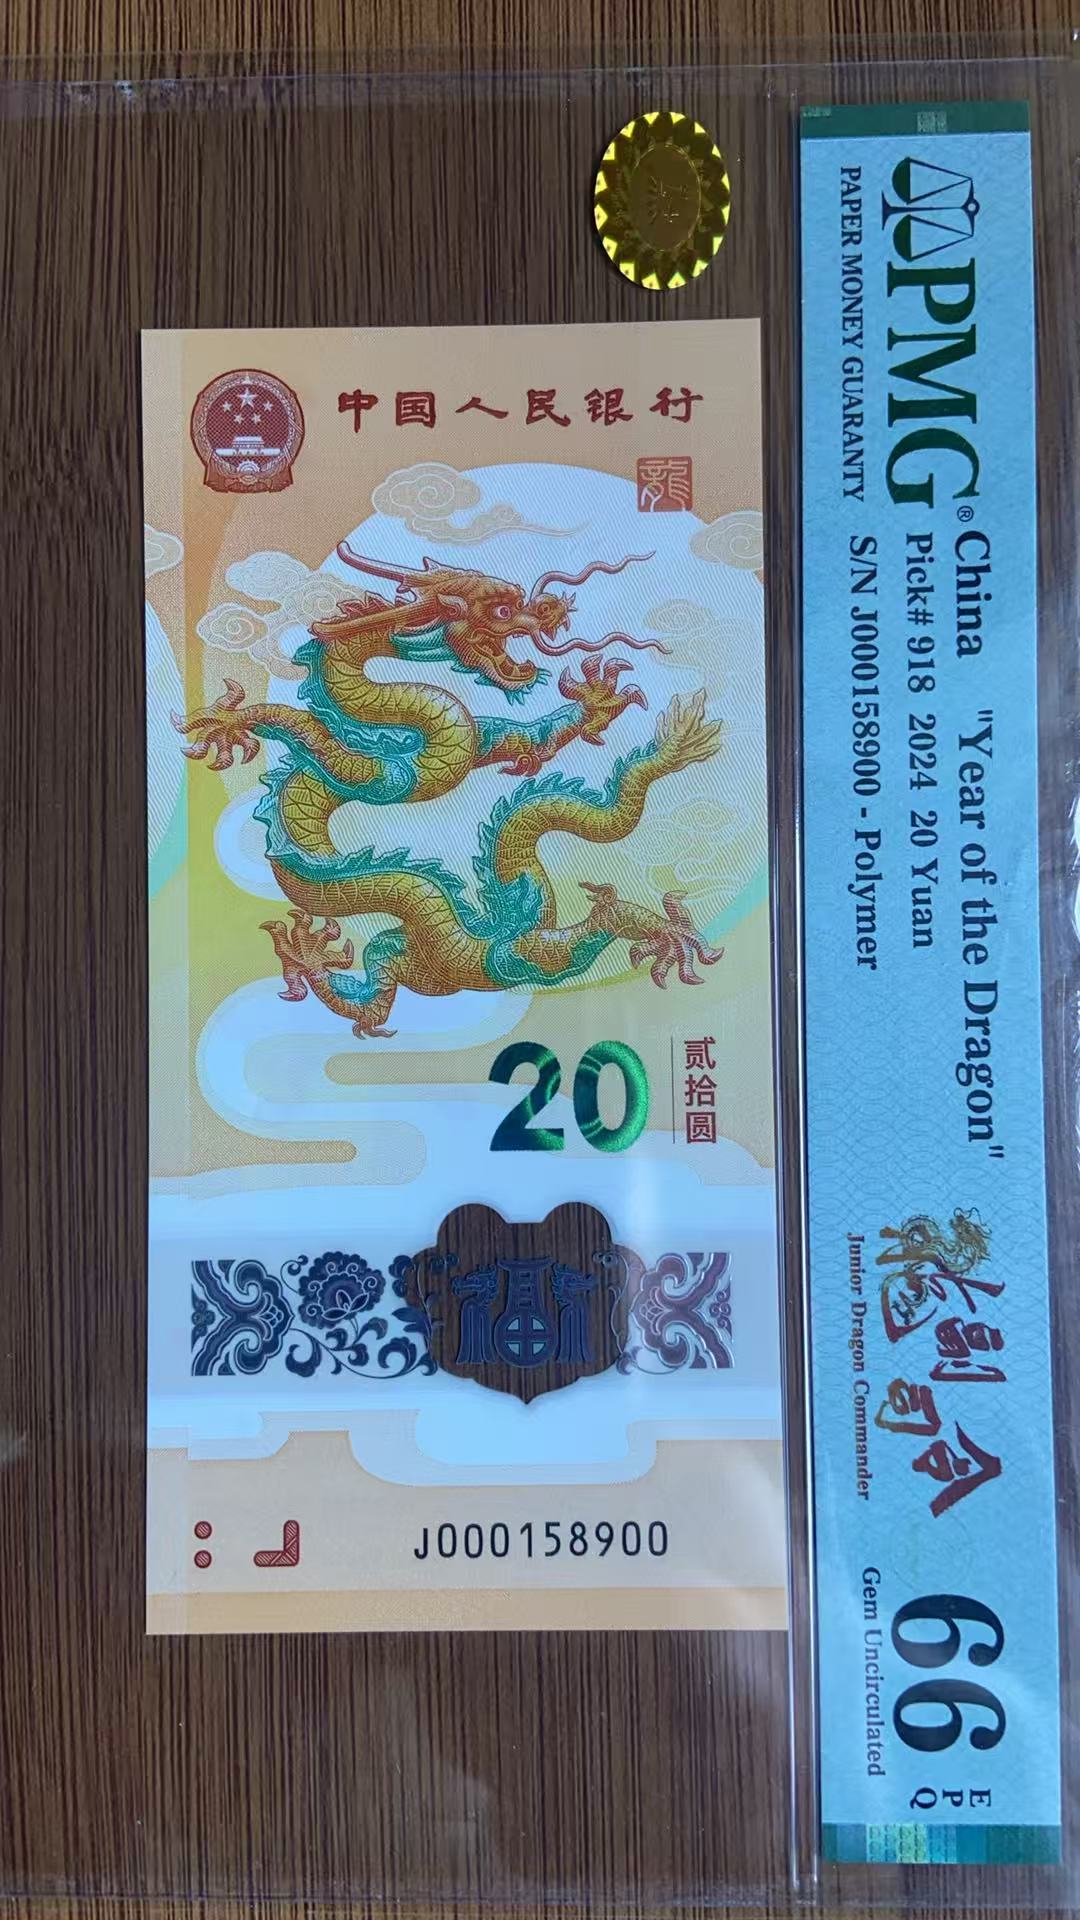 中国人民银行
龍
20
贰拾圆
福
J000158900
PMG®
PAPER MONEY GUARANTY
China "Year of the Dragon"
Pick# 918 2024 20 Yuan
S/N J000158900 - Polymer
龙副司令
Junior Dragon Commander
66
EPQ
Gem Uncirculated